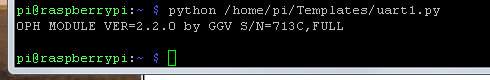 pi@raspberrypi:~ $ python /home/pi/Templates/uart1.py
OPH MODULE VER=2.2.0 by GGV S/N=713C,FULL
pi@raspberrypi:~ $